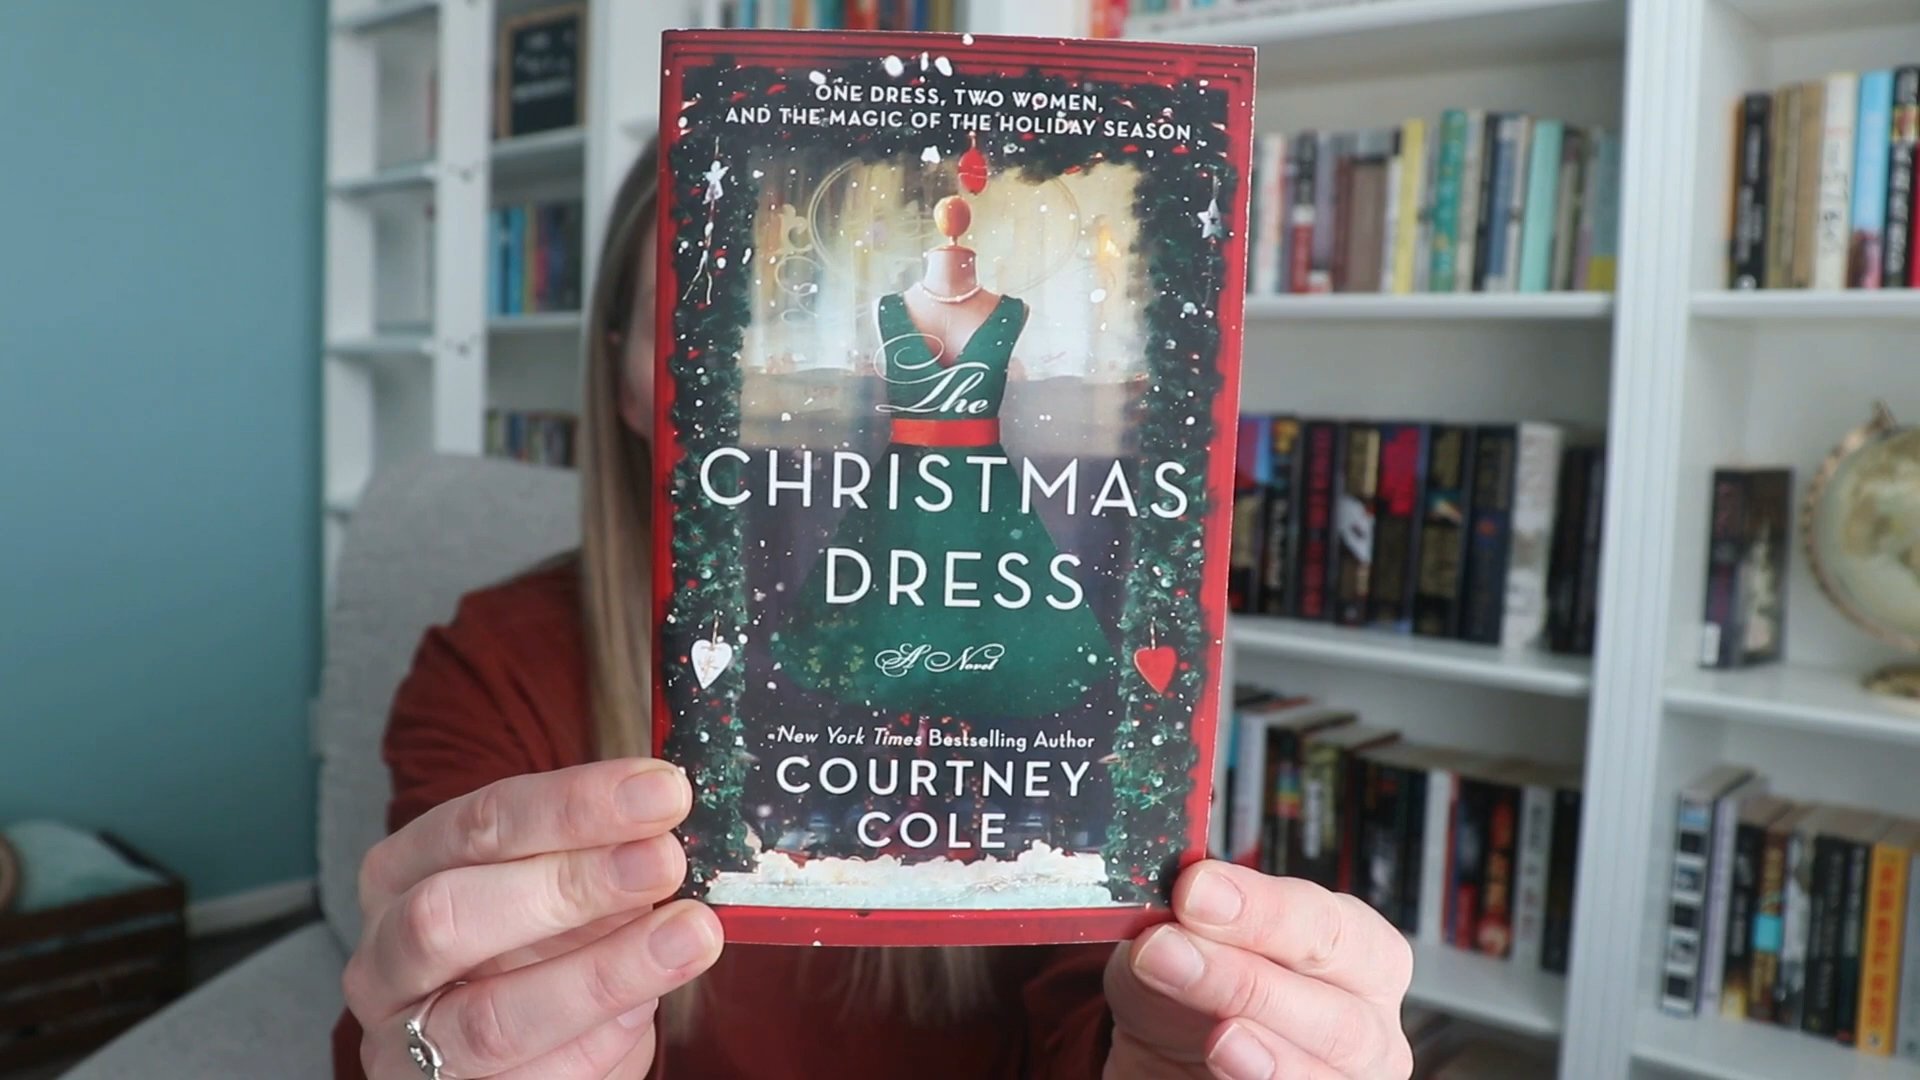 ONE DRESS, TWO WOMEN,
AND THE MAGIC OF THE HOLIDAY SEASON
The
CHRISTMAS
DRESS
A Novel
New York Times Bestselling Author
COURTNEY
COLE